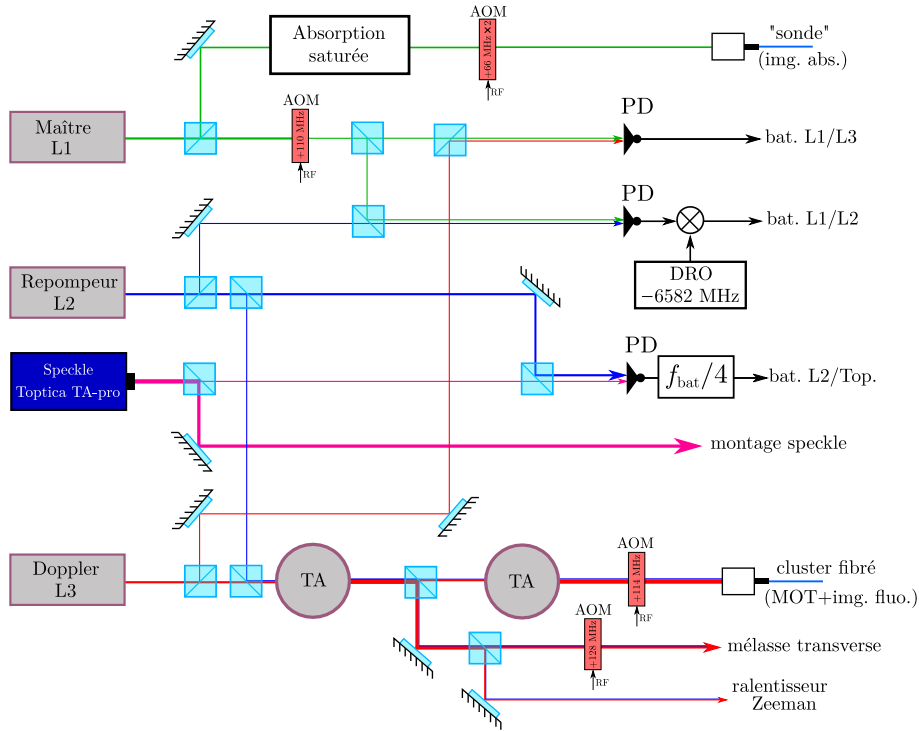 AOM
Absorption
saturée
+66 MHz ×2
RF
"sonde"
(img. abs.)
Maître
L1
AOM
+110 MHz
RF
PD
bat. L1/L3
PD
bat. L1/L2
DRO
−6582 MHz
Repompeur
L2
Speckle
Toptica TA-pro
PD
f_bat/4
bat. L2/Top.
montage speckle
Doppler
L3
TA
TA
AOM
+114 MHz
RF
cluster fibré
(MOT+img. fluo.)
AOM
+128 MHz
RF
mélasse transverse
ralentisseur
Zeeman